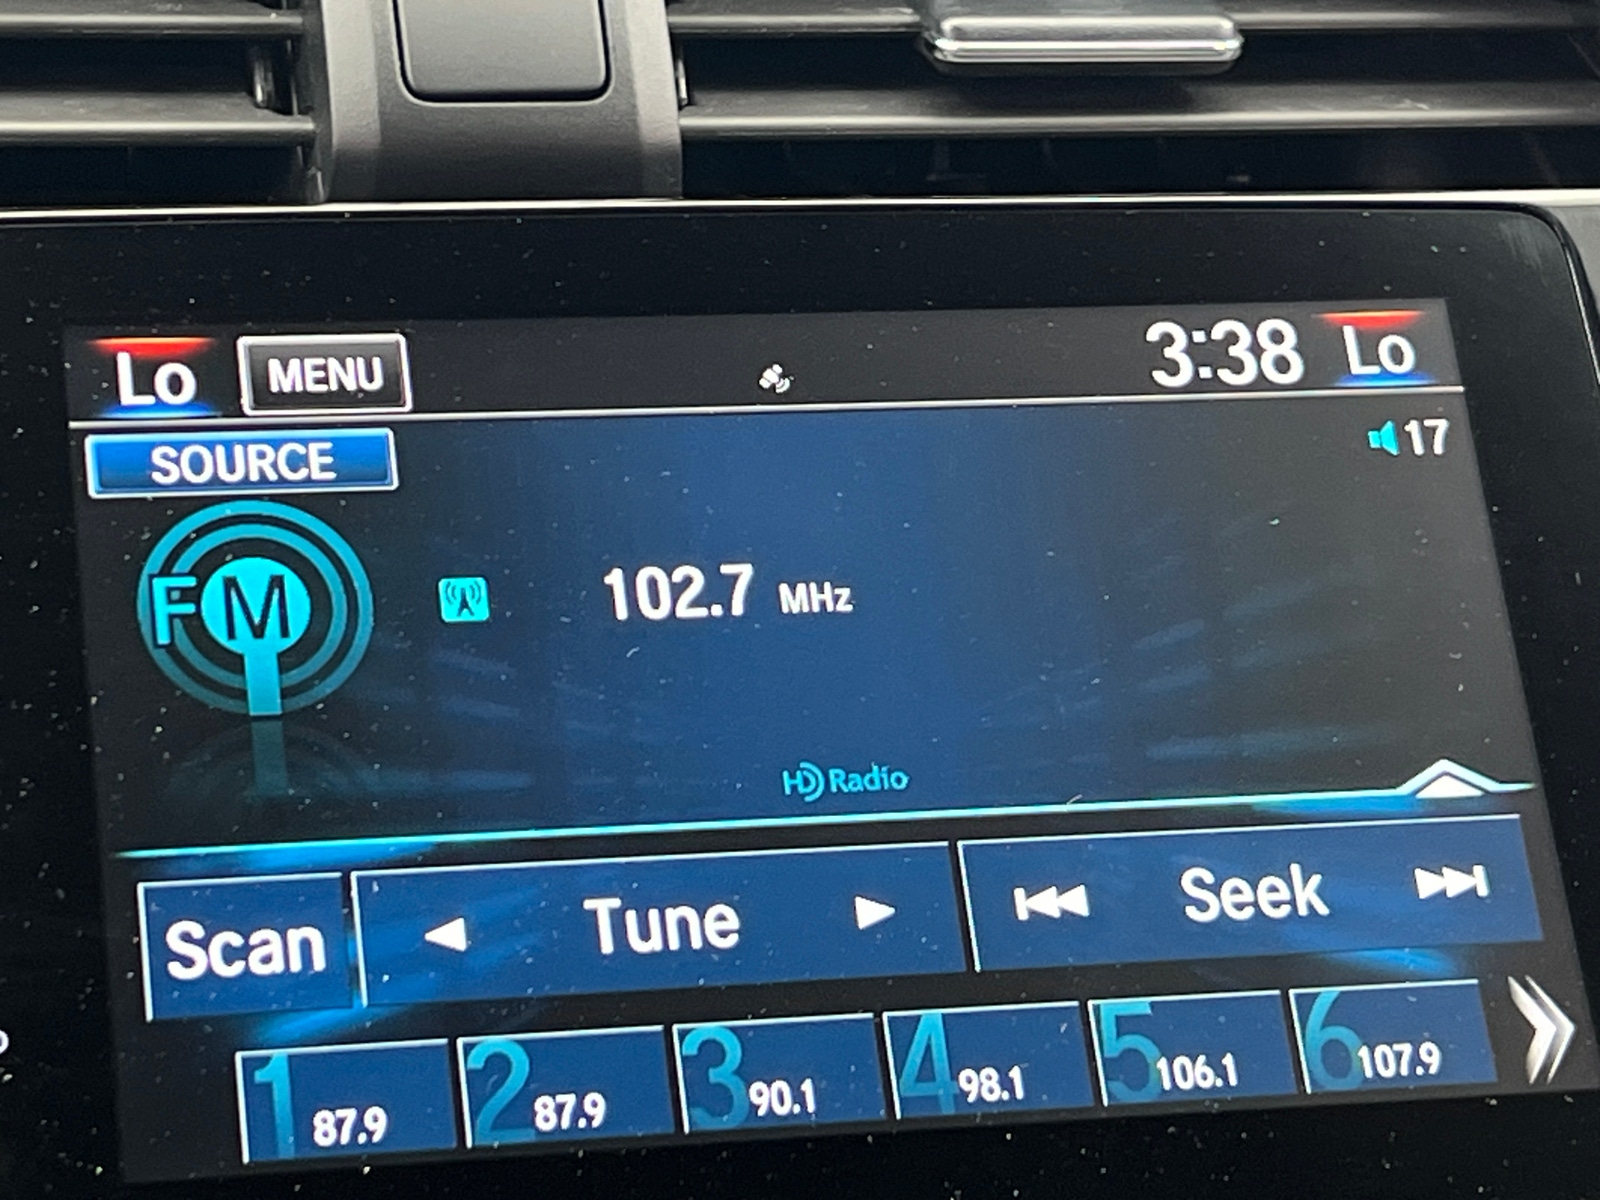 Lo MENU 3:38 Lo
SOURCE 17
FM 102.7 MHz
HD Radio
Scan Tune Seek
1 87.9 2 87.9 3 90.1 4 98.1 5 106.1 6 107.9